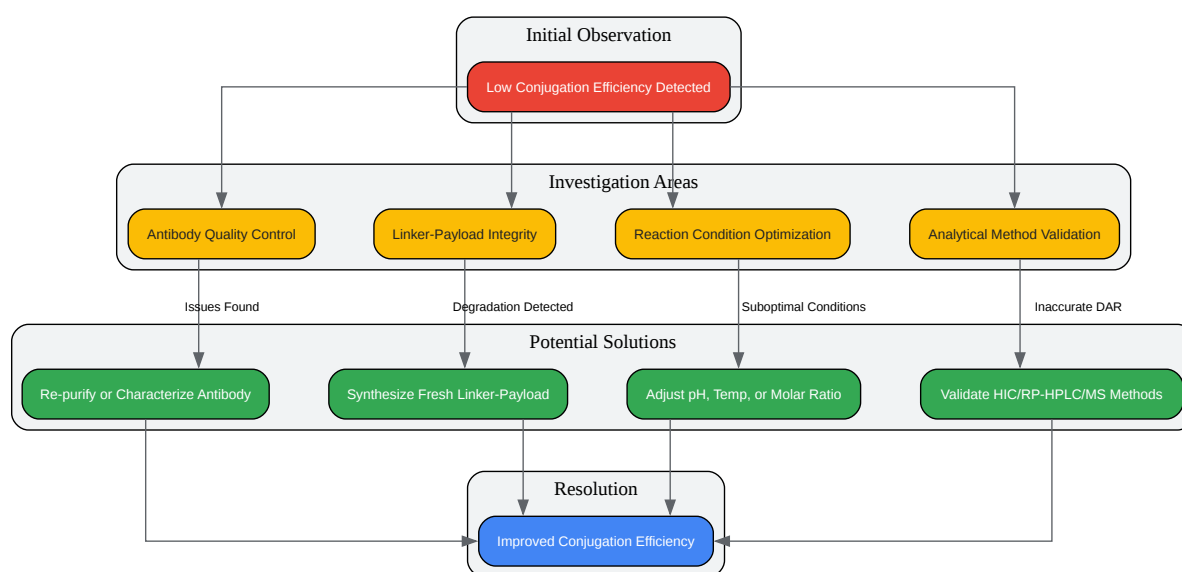 Initial Observation
Low Conjugation Efficiency Detected
Investigation Areas
Antibody Quality Control
Linker-Payload Integrity
Reaction Condition Optimization
Analytical Method Validation
Issues Found
Degradation Detected
Suboptimal Conditions
Inaccurate DAR
Potential Solutions
Re-purify or Characterize Antibody
Synthesize Fresh Linker-Payload
Adjust pH, Temp, or Molar Ratio
Validate HIC/RP-HPLC/MS Methods
Resolution
Improved Conjugation Efficiency